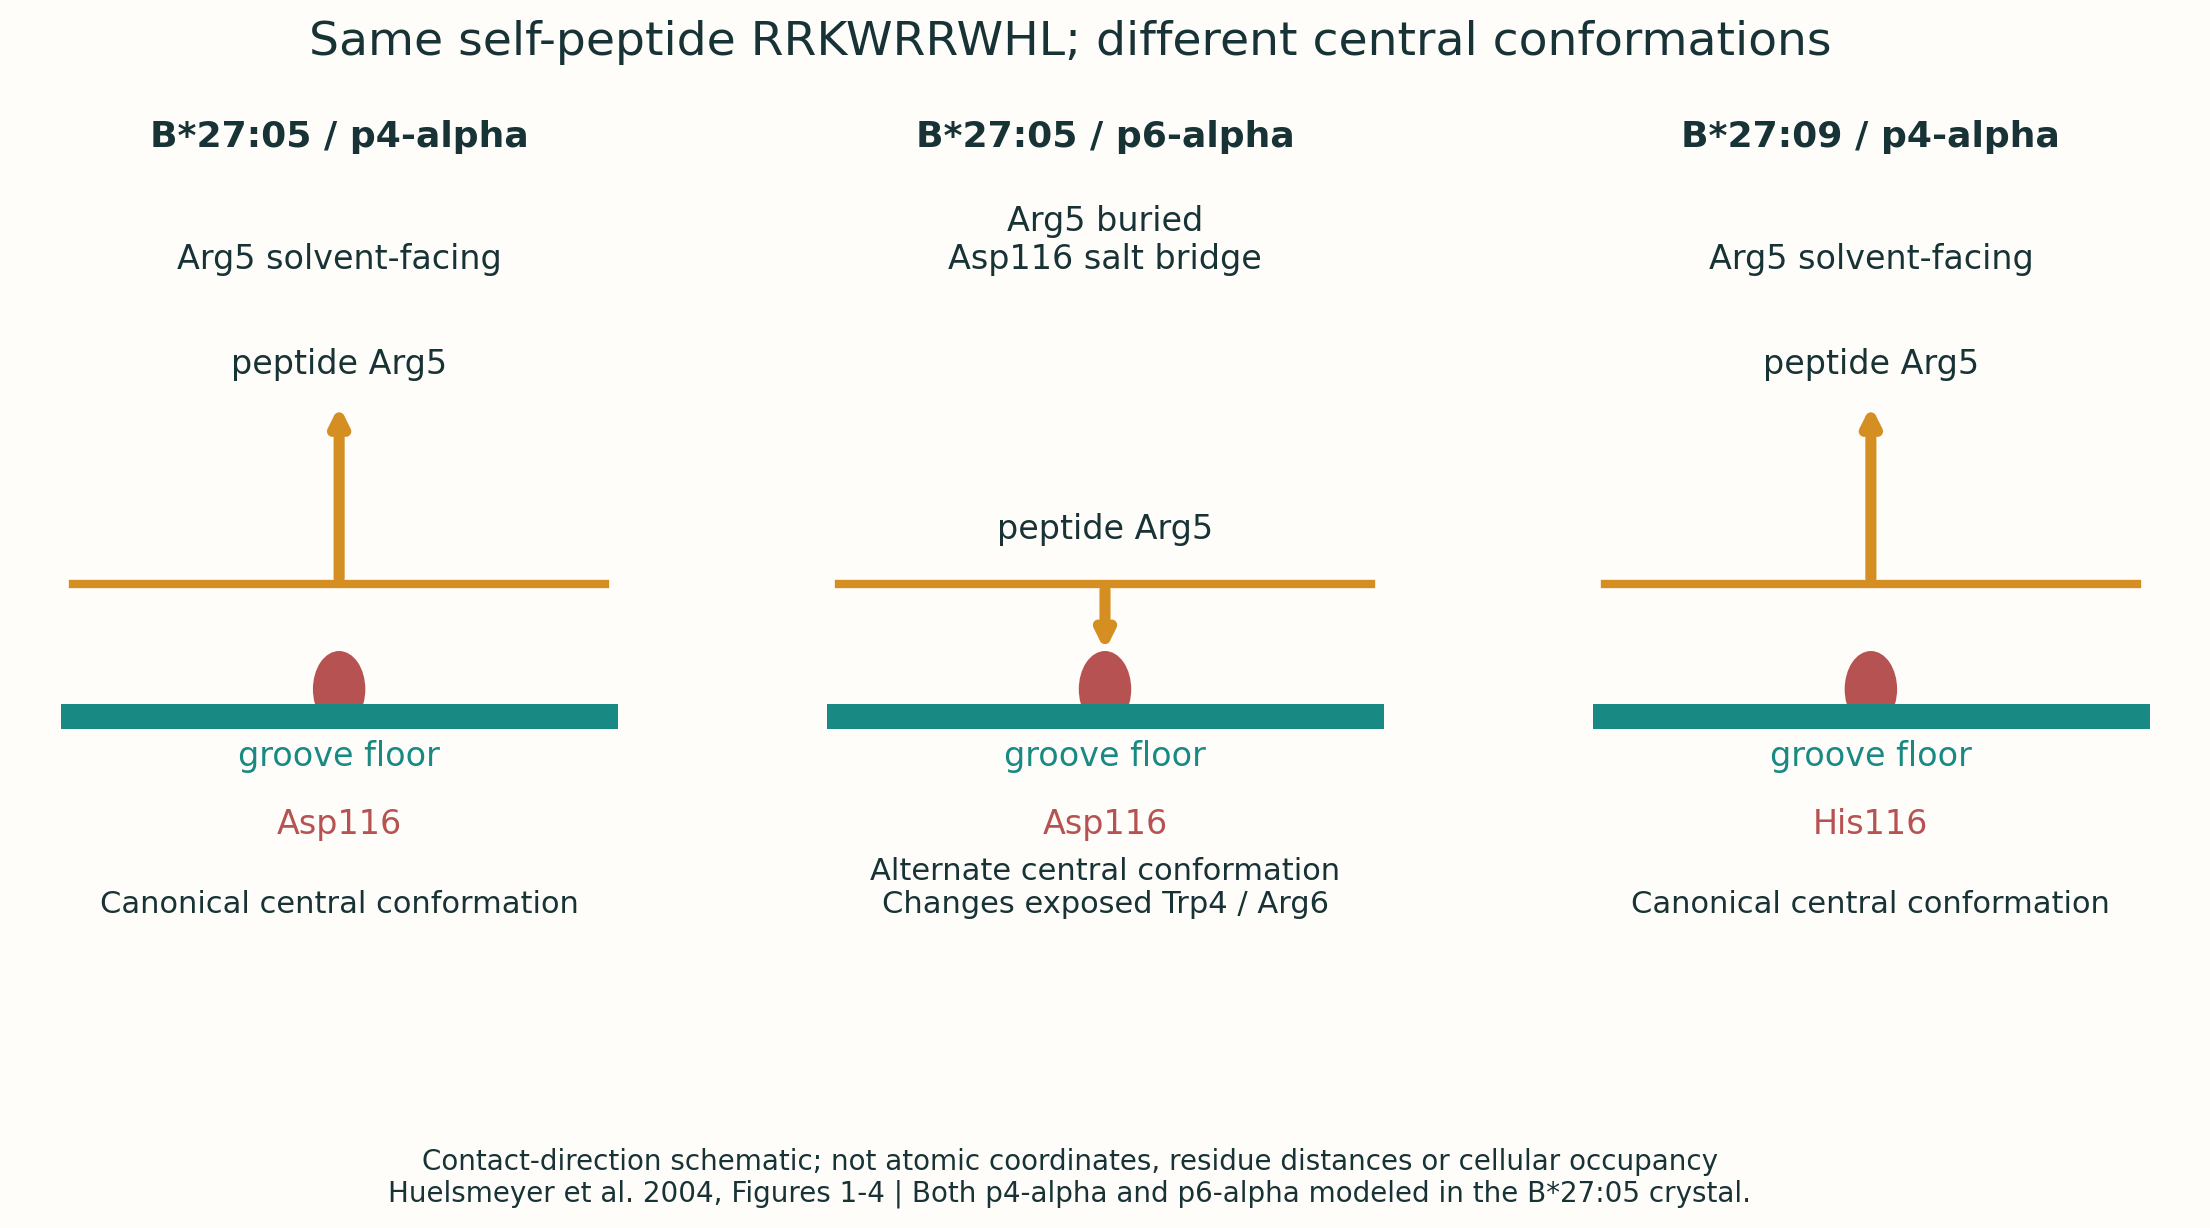 Same self-peptide RRKWRRWHL; different central conformations
B*27:05 / p4-alpha
Arg5 solvent-facing
peptide Arg5
groove floor
Asp116
Canonical central conformation
B*27:05 / p6-alpha
Arg5 buried
Asp116 salt bridge
peptide Arg5
groove floor
Asp116
Alternate central conformation
Changes exposed Trp4 / Arg6
B*27:09 / p4-alpha
Arg5 solvent-facing
peptide Arg5
groove floor
His116
Canonical central conformation
Contact-direction schematic; not atomic coordinates, residue distances or cellular occupancy
Huelsmeyer et al. 2004, Figures 1-4 | Both p4-alpha and p6-alpha modeled in the B*27:05 crystal.